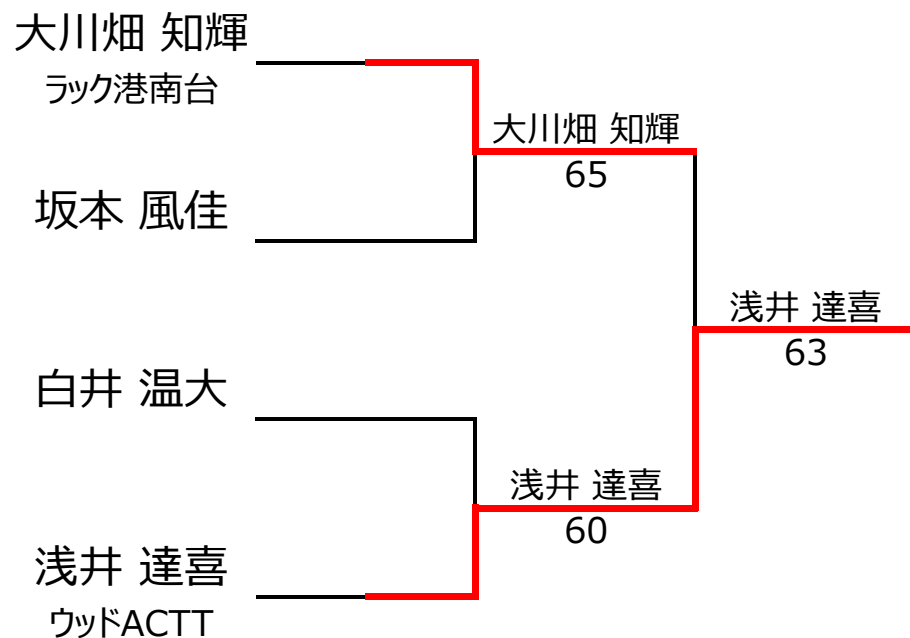 大川畑 知輝
ラック港南台
大川畑 知輝
65
坂本 風佳
浅井 達喜
63
白井 温大
浅井 達喜
60
浅井 達喜
ウッドACTT